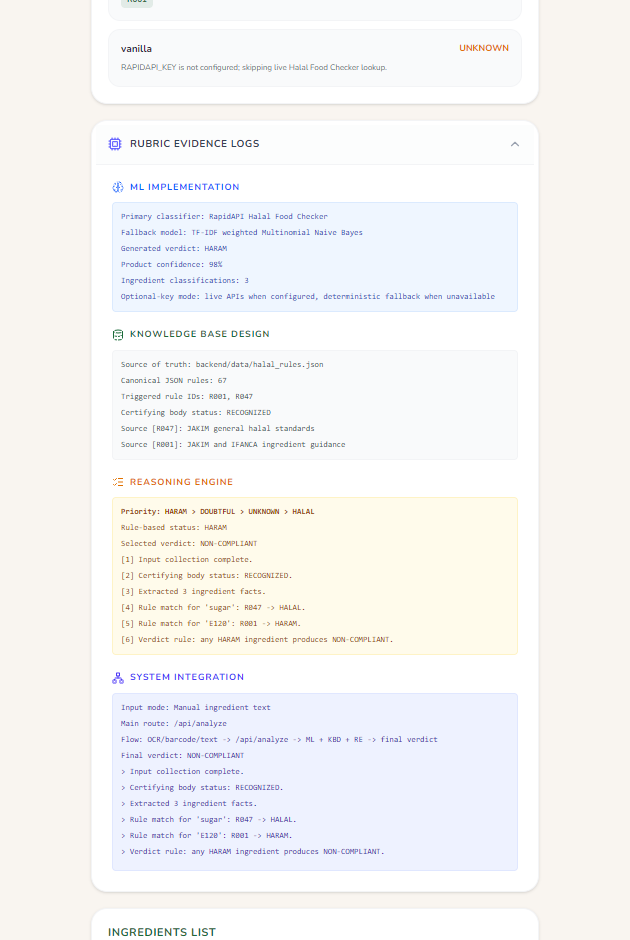 R001
vanilla
UNKNOWN
RAPIDAPI_KEY is not configured; skipping live Halal Food Checker lookup.
RUBRIC EVIDENCE LOGS
ML IMPLEMENTATION
Primary classifier: RapidAPI Halal Food Checker
Fallback model: TF-IDF weighted Multinomial Naive Bayes
Generated verdict: HARAM
Product confidence: 98%
Ingredient classifications: 3
Optional-key mode: live APIs when configured, deterministic fallback when unavailable
KNOWLEDGE BASE DESIGN
Source of truth: backend/data/halal_rules.json
Canonical JSON rules: 67
Triggered rule IDs: R001, R047
Certifying body status: RECOGNIZED
Source [R047]: JAKIM general halal standards
Source [R001]: JAKIM and IFANCA ingredient guidance
REASONING ENGINE
Priority: HARAM > DOUBTFUL > UNKNOWN > HALAL
Rule-based status: HARAM
Selected verdict: NON-COMPLIANT
[1] Input collection complete.
[2] Certifying body status: RECOGNIZED.
[3] Extracted 3 ingredient facts.
[4] Rule match for 'sugar': R047 -> HALAL.
[5] Rule match for 'E120': R001 -> HARAM.
[6] Verdict rule: any HARAM ingredient produces NON-COMPLIANT.
SYSTEM INTEGRATION
Input mode: Manual ingredient text
Main route: /api/analyze
Flow: OCR/barcode/text -> /api/analyze -> ML + KBD + RE -> final verdict
Final verdict: NON-COMPLIANT
> Input collection complete.
> Certifying body status: RECOGNIZED.
> Extracted 3 ingredient facts.
> Rule match for 'sugar': R047 -> HALAL.
> Rule match for 'E120': R001 -> HARAM.
> Verdict rule: any HARAM ingredient produces NON-COMPLIANT.
INGREDIENTS LIST